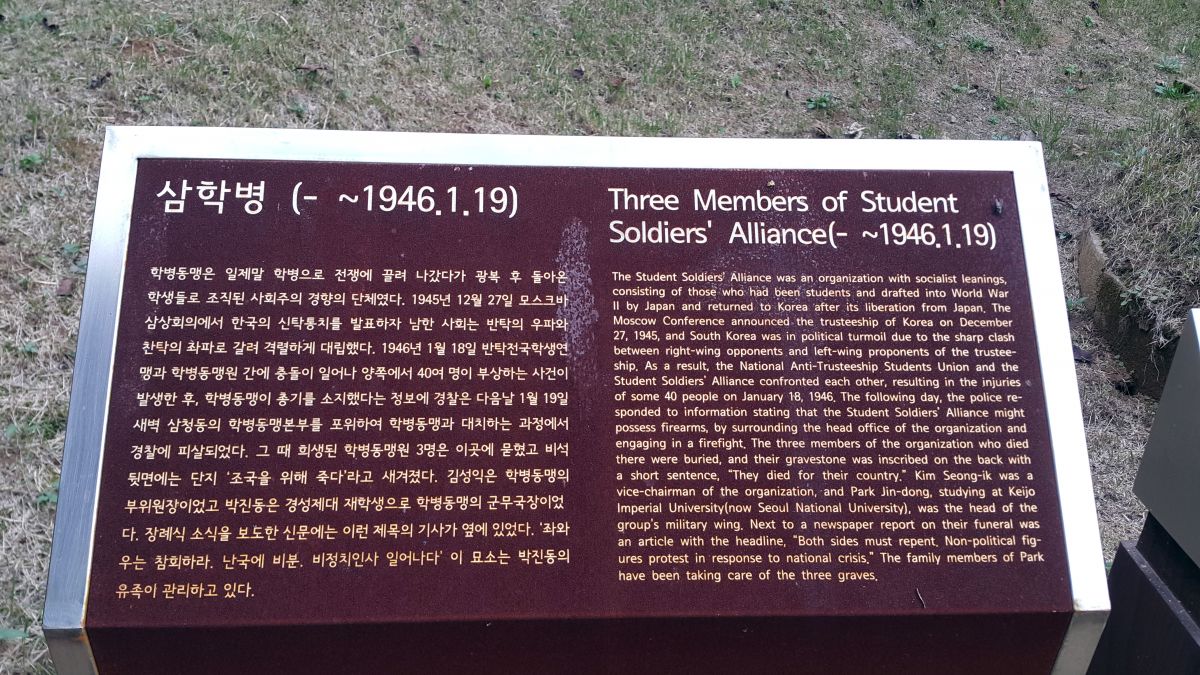 삼학병 (- ~1946.1.19)
학병동맹은 일제말 학병으로 전쟁에 끌려 나갔다가 광복 후 돌아온
학생들로 조직된 사회주의 경향의 단체였다. 1945년 12월 27일 모스크바
삼상회의에서 한국의 신탁통치를 발표하자 남한 사회는 반탁의 우파와
찬탁의 좌파로 갈려 격렬하게 대립했다. 1946년 1월 18일 반탁전국학생연
맹과 학병동맹원 간에 충돌이 일어나 양쪽에서 40여 명이 부상하는 사건이
발생한 후, 학병동맹이 총기를 소지했다는 정보에 경찰은 다음날 1월 19일
새벽 삼청동의 학병동맹본부를 포위하여 학병동맹과 대치하는 과정에서
경찰에 피살되었다. 그 때 희생된 학병동맹원 3명은 이곳에 묻혔고 비석
뒷면에는 단지 '조국을 위해 죽다'라고 새겨졌다. 김성익은 학병동맹의
부위원장이었고 박진동은 경성제대 재학생으로 학병동맹의 군무국장이었
다. 장례식 소식을 보도한 신문에는 이런 제목의 기사가 옆에 있었다. '좌와
우는 참회하라. 난국에 비분. 비정치인사 일어나다' 이 묘소는 박진동의
유족이 관리하고 있다.
Three Members of Student
Soldiers' Alliance(- ~1946.1.19)
The Student Soldiers' Alliance was an organization with socialist leanings,
consisting of those who had been students and drafted into World War
II by Japan and returned to Korea after its liberation from Japan. The
Moscow Conference announced the trusteeship of Korea on December
27, 1945, and South Korea was in political turmoil due to the sharp clash
between right-wing opponents and left-wing proponents of the trustee-
ship. As a result, the National Anti-Trusteeship Students Union and the
Student Soldiers' Alliance confronted each other, resulting in the injuries
of some 40 people on January 18, 1946. The following day, the police re-
sponded to information stating that the Student Soldiers' Alliance might
possess firearms, by surrounding the head office of the organization and
engaging in a firefight. The three members of the organization who died
there were buried, and their gravestone was inscribed on the back with
a short sentence, "They died for their country." Kim Seong-ik was a
vice-chairman of the organization, and Park Jin-dong, studying at Keijo
Imperial University(now Seoul National University), was the head of the
group's military wing. Next to a newspaper report on their funeral was
an article with the headline, "Both sides must repent. Non-political fig-
ures protest in response to national crisis." The family members of Park
have been taking care of the three graves.